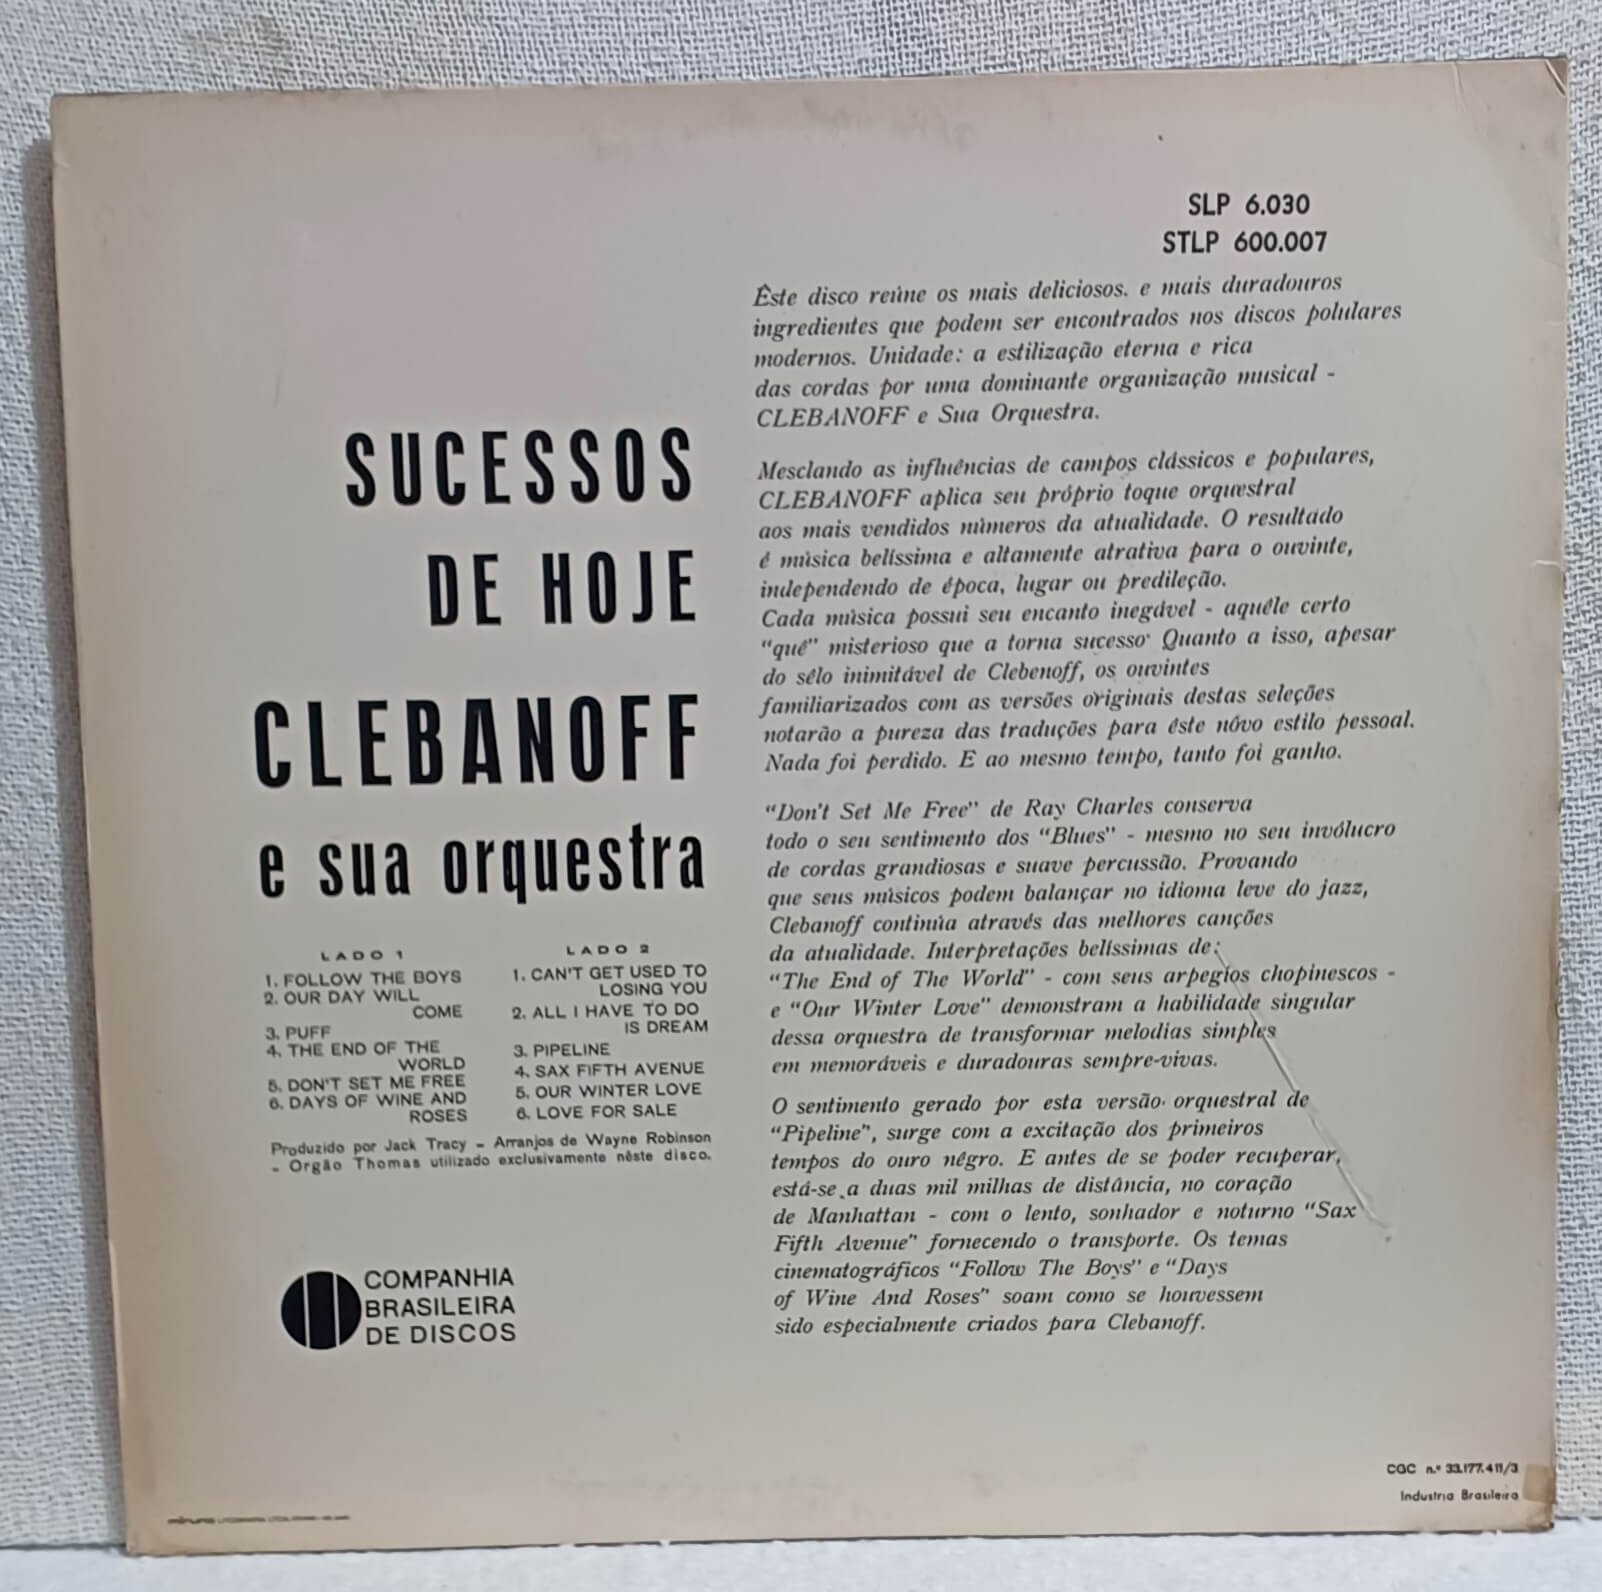 SLP 6.030
STLP 600.007
SUCESSOS
DE HOJE
CLEBANOFF
e sua orquestra
LADO 1
1. FOLLOW THE BOYS
2. OUR DAY WILL
COME
3. PUFF
4. THE END OF THE
WORLD
5. DON'T SET ME FREE
6. DAYS OF WINE AND
ROSES
LADO 2
1. CAN'T GET USED TO
LOSING YOU
2. ALL I HAVE TO DO
IS DREAM
3. PIPELINE
4. SAX FIFTH AVENUE
5. OUR WINTER LOVE
6. LOVE FOR SALE
Produzido por Jack Tracy - Arranjos de Wayne Robinson
- Orgão Thomas utilizado exclusivamente nêste disco.
COMPANHIA
BRASILEIRA
DE DISCOS
Êste disco reúne os mais deliciosos. e mais duradouros
ingredientes que podem ser encontrados nos discos polulares
modernos. Unidade: a estilização eterna e rica
das cordas por uma dominante organização musical -
CLEBANOFF e Sua Orquestra.
Mesclando as influências de campos clássicos e populares,
CLEBANOFF aplica seu próprio toque orquestral
aos mais vendidos números da atualidade. O resultado
é música belíssima e altamente atrativa para o ouvinte,
independendo de época, lugar ou predileção.
Cada música possui seu encanto inegável - aquêle certo
“quê” misterioso que a torna sucesso· Quanto a isso, apesar
do sêlo inimitável de Clebenoff, os ouvintes
familiarizados com as versões originais destas seleções
notarão a pureza das traduções para êste nôvo estilo pessoal.
Nada foi perdido. E ao mesmo tempo, tanto foi ganho.
“Don't Set Me Free” de Ray Charles conserva
todo o seu sentimento dos “Blues” - mesmo no seu invólucro
de cordas grandiosas e suave percussão. Provando
que seus músicos podem balançar no idioma leve do jazz,
Clebanoff continúa através das melhores canções
da atualidade. Interpretações belíssimas de:
“The End of The World” - com seus arpegios chopinescos -
e “Our Winter Love” demonstram a habilidade singular
dessa orquestra de transformar melodias simples
em memoráveis e duradouras sempre-vivas.
O sentimento gerado por esta versão· orquestral de
“Pipeline”, surge com a excitação dos primeiros
tempos do ouro nêgro. E antes de se poder recuperar,
está-se a duas mil milhas de distância, no coração
de Manhattan - com o lento, sonhador e noturno “Sax
Fifth Avenue” fornecendo o transporte. Os temas
cinematográficos “Follow The Boys” e “Days
of Wine And Roses” soam como se houvessem
sido especialmente criados para Clebanoff.
CGC n.º 33.177.411/3
Industria Brasileira